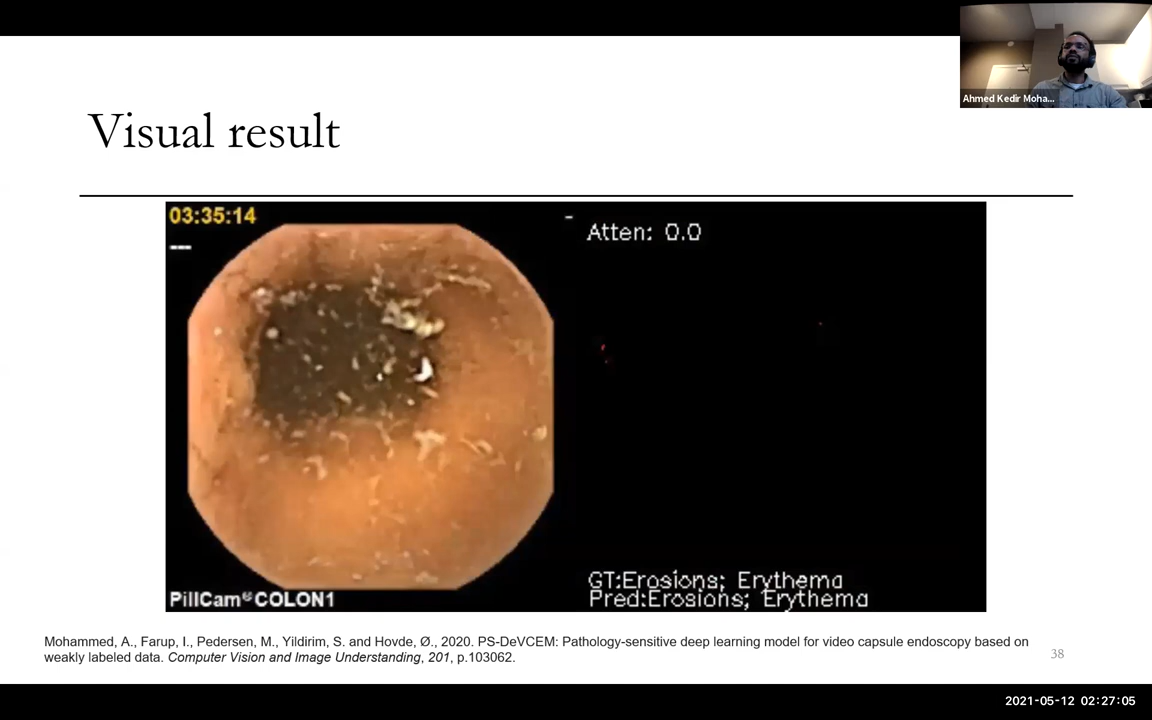 Ahmed Kedir Moha...
Visual result
03:35:14
Atten: 0.0
GT:Erosions; Erythema
Pred:Erosions; Erythema
PillCam®COLON1
Mohammed, A., Farup, I., Pedersen, M., Yildirim, S. and Hovde, Ø., 2020. PS-DeVCEM: Pathology-sensitive deep learning model for video capsule endoscopy based on
weakly labeled data. Computer Vision and Image Understanding, 201, p.103062.
38
2021-05-12 02:27:05